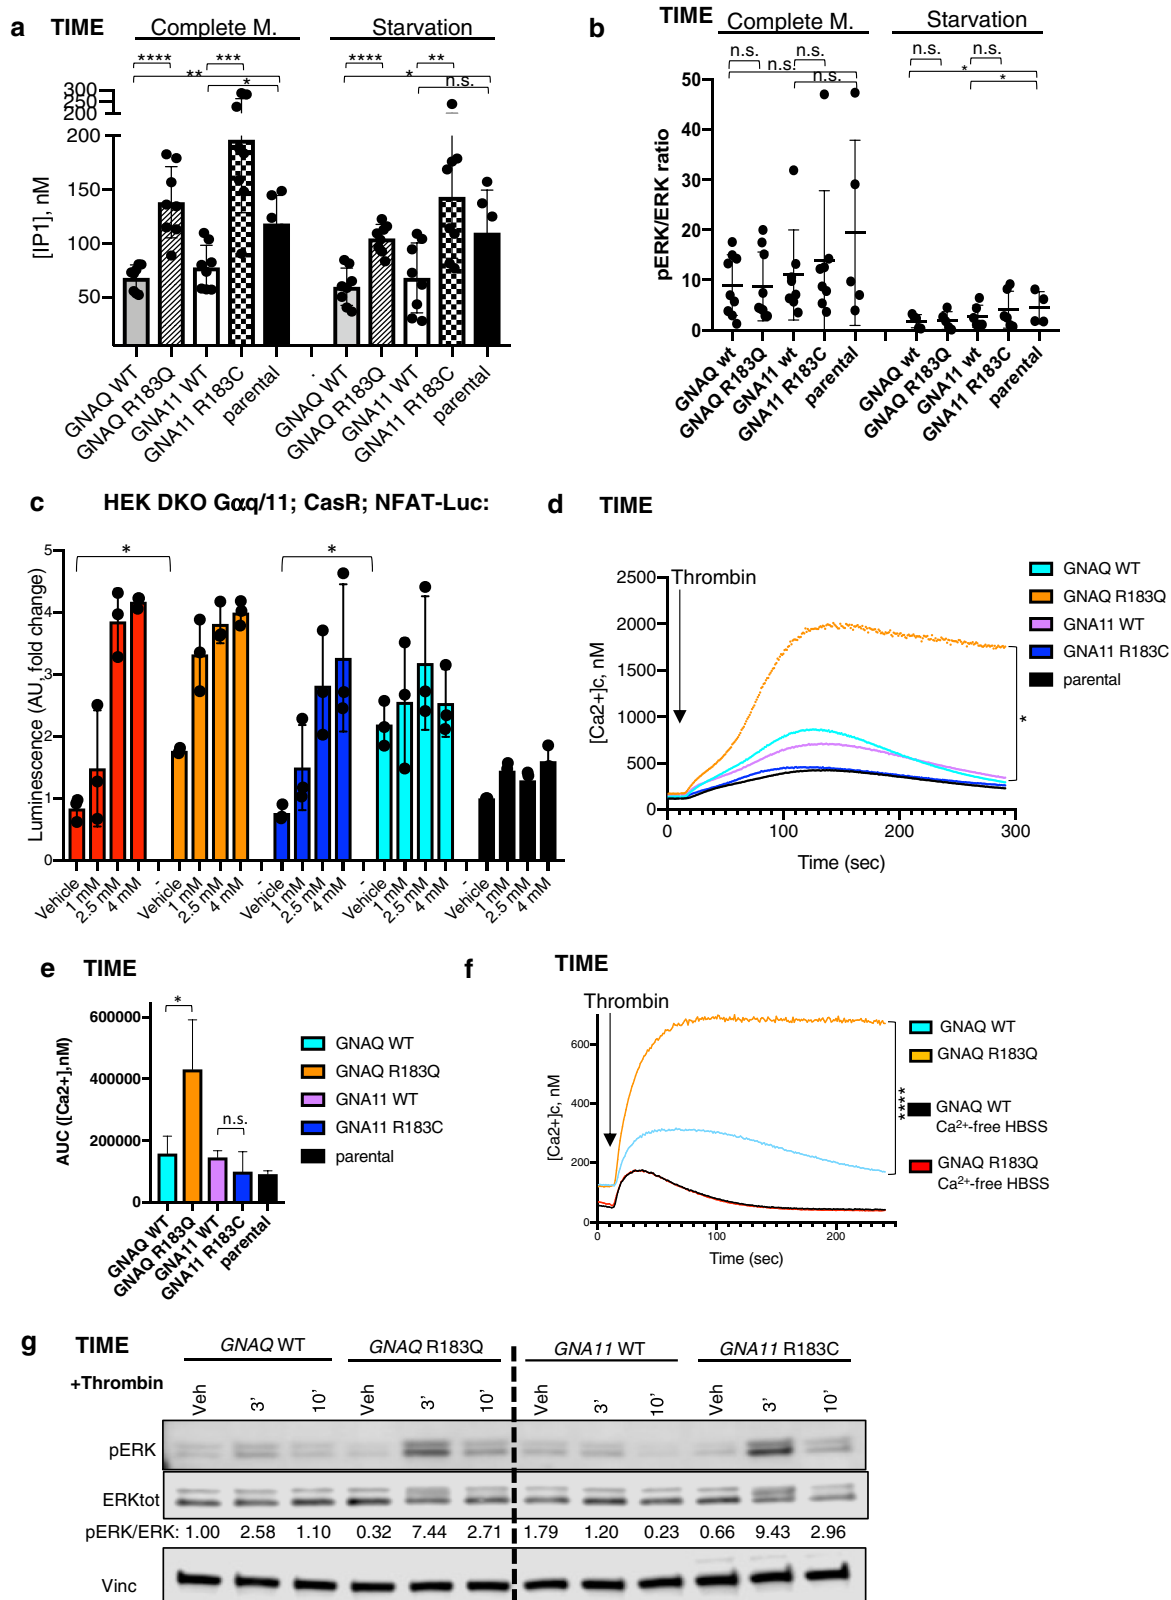 a TIME
Complete M. Starvation
**** *** **** **
** * * n.s.
300
250
200
200
150
100
50
[IP1], nM
GNAQ WT
GNAQ R183Q
GNA11 WT
GNA11 R183C
parental
GNAQ WT
GNAQ R183Q
GNA11 WT
GNA11 R183C
parental
b TIME
Complete M. Starvation
n.s. n.s. n.s. n.s.
n.s. n.s. * *
50
40
30
20
10
0
pERK/ERK ratio
GNAQ wt
GNAQ R183Q
GNA11 wt
GNA11 R183C
parental
GNAQ wt
GNAQ R183Q
GNA11 wt
GNA11 R183C
parental
c HEK DKO Gαq/11; CasR; NFAT-Luc:
* *
5
4
3
2
1
0
Luminescence (AU, fold change)
Vehicle
1 mM
2.5 mM
4 mM
-
Vehicle
1 mM
2.5 mM
4 mM
-
Vehicle
1 mM
2.5 mM
4 mM
-
Vehicle
1 mM
2.5 mM
4 mM
-
Vehicle
1 mM
2.5 mM
4 mM
d TIME
Thrombin
2500
2000
1500
1000
500
0
[Ca2+]c, nM
0 100 200 300
Time (sec)
*
GNAQ WT
GNAQ R183Q
GNA11 WT
GNA11 R183C
parental
e TIME
*
n.s.
600000
400000
200000
0
AUC ([Ca2+],nM)
GNAQ WT
GNAQ R183Q
GNA11 WT
GNA11 R183C
parental
GNAQ WT
GNAQ R183Q
GNA11 WT
GNA11 R183C
parental
f TIME
Thrombin
600
400
200
0
[Ca2+]c, nM
0 100 200
Time (sec)
****
GNAQ WT
GNAQ R183Q
GNAQ WT
Ca²⁺-free HBSS
GNAQ R183Q
Ca²⁺-free HBSS
g TIME
GNAQ WT GNAQ R183Q GNA11 WT GNA11 R183C
+Thrombin
Veh 3’ 10’ Veh 3’ 10’ Veh 3’ 10’ Veh 3’ 10’
pERK
ERKtot
pERK/ERK: 1.00 2.58 1.10 0.32 7.44 2.71 1.79 1.20 0.23 0.66 9.43 2.96
Vinc